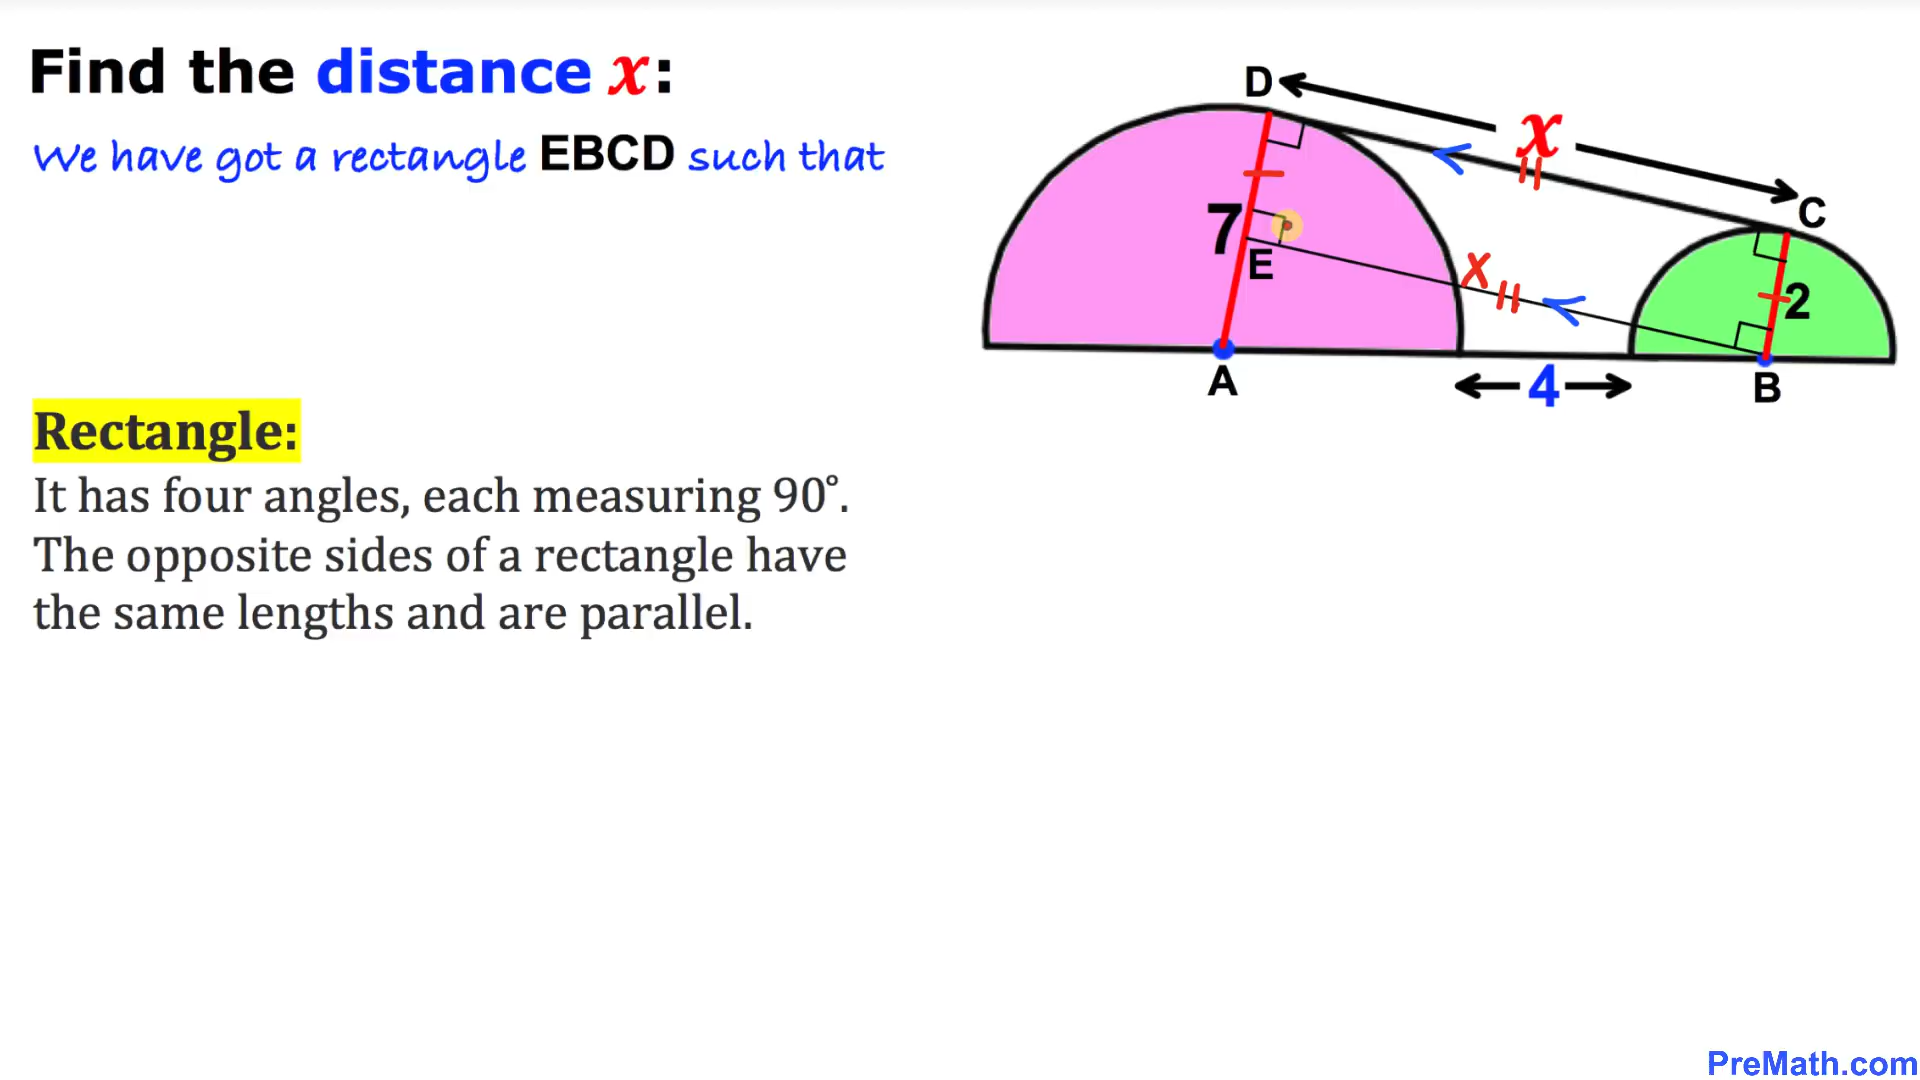 Find the distance x:
We have got a rectangle EBCD such that
D
x
C
7
E
x
2
A
4
B
Rectangle:
It has four angles, each measuring 90°.
The opposite sides of a rectangle have
the same lengths and are parallel.
PreMath.com